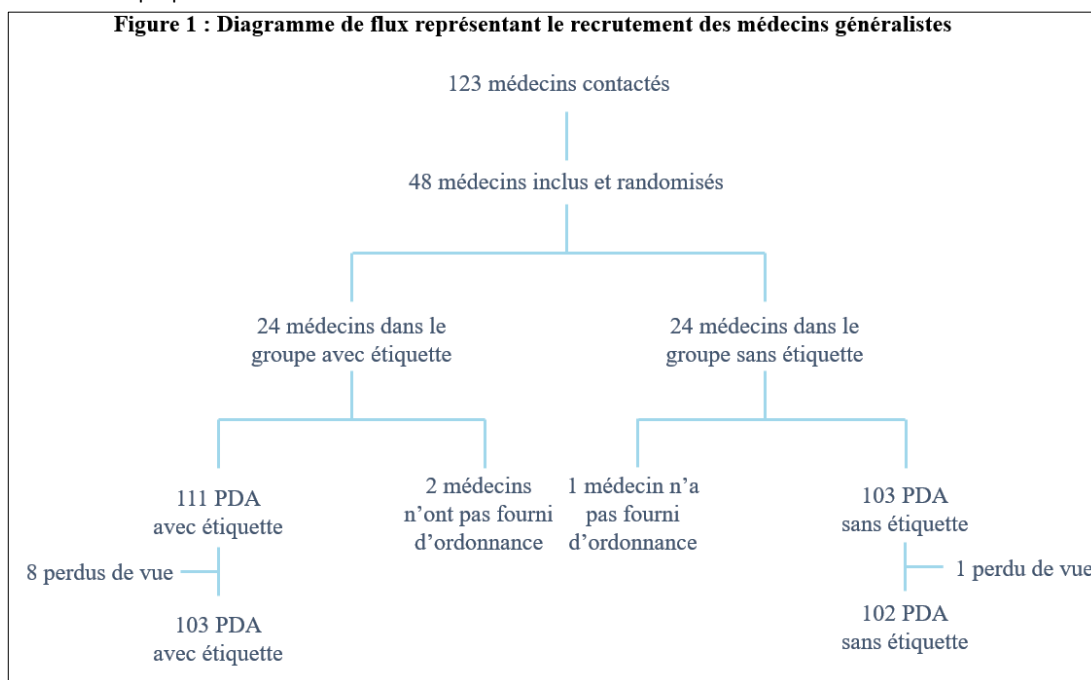 Figure 1 : Diagramme de flux représentant le recrutement des médecins généralistes
123 médecins contactés
48 médecins inclus et randomisés
24 médecins dans le
groupe avec étiquette
24 médecins dans le
groupe sans étiquette
111 PDA
avec étiquette
2 médecins
n’ont pas fourni
d’ordonnance
1 médecin n’a
pas fourni
d’ordonnance
103 PDA
sans étiquette
8 perdus de vue
1 perdu de vue
103 PDA
avec étiquette
102 PDA
sans étiquette